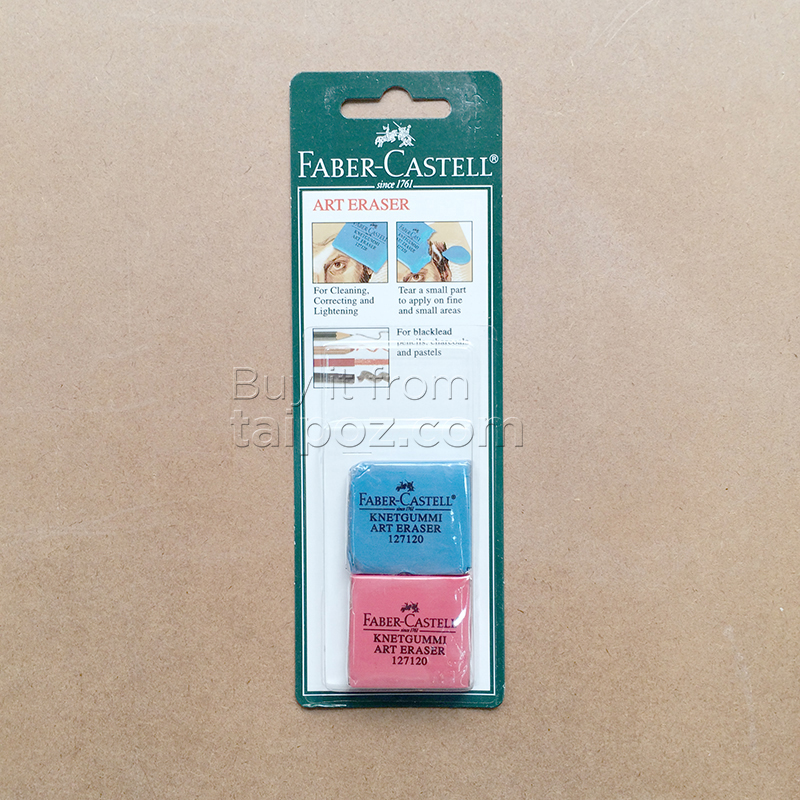 FABER-CASTELL®
since 1761
ART ERASER
For Cleaning,
Correcting and
Lightening
Tear a small part
to apply on fine
and small areas
For blacklead
pencils, charcoals,
and pastels
Buy it from
taipoz.com
FABER-CASTELL®
since 1761
KNETGUMMI
ART ERASER
127120
FABER-CASTELL
since 1761
KNETGUMMI
ART ERASER
127120